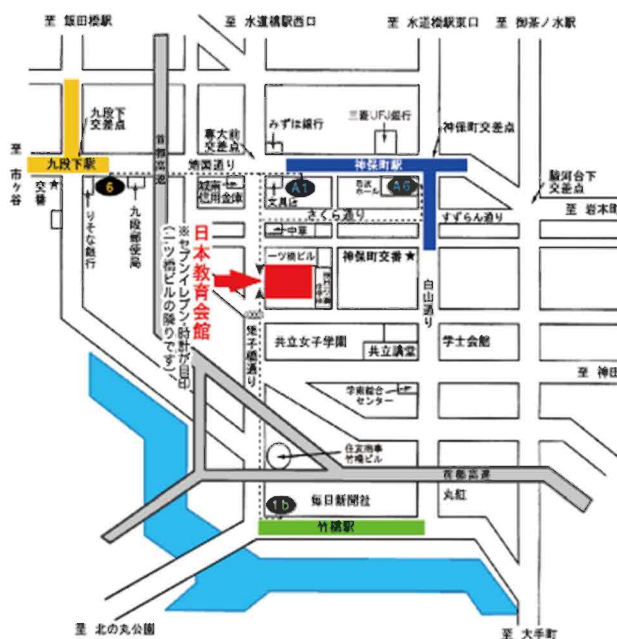 至 飯田橋駅
至 水道橋駅西口
至 水道橋駅東口
至 御茶ノ水駅
九段下
交差点
首都高速
専大前
交差点
みずほ銀行
三菱UFJ銀行
神保町交差点
至 市ヶ谷
九段下駅
靖国通り
神保町駅
駿河台下
交差点
交番
りそな銀行
6
九段郵便局
城南
信用金庫
A1
文具店
岩波
ホール
A6
さくら通り
すずらん通り
至 岩本町
中華
一ツ橋ビル
神保町交番★
白山通り
日本教育会館
※セブンイレブン・時計が目印
(一ツ橋ビルの隣りです)
雉子橋通り
共立女子学園
共立講堂
学士会館
至 神田
学術総合
センター
住友商事
竹橋ビル
首都高速
丸紅
毎日新聞社
1b
竹橋駅
至 北の丸公園
至 大手町